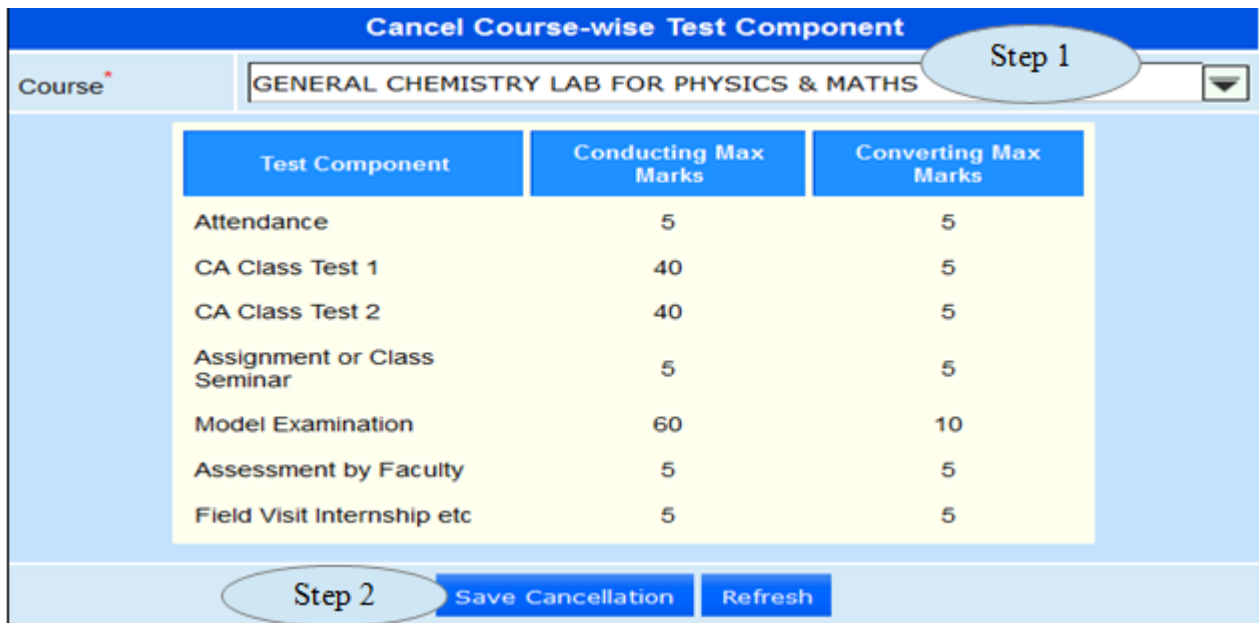 Cancel Course-wise Test Component
Step 1
Course* GENERAL CHEMISTRY LAB FOR PHYSICS & MATHS
Test Component Conducting Max Marks Converting Max Marks
Attendance 5 5
CA Class Test 1 40 5
CA Class Test 2 40 5
Assignment or Class Seminar 5 5
Model Examination 60 10
Assessment by Faculty 5 5
Field Visit Internship etc 5 5
Step 2 Save Cancellation Refresh